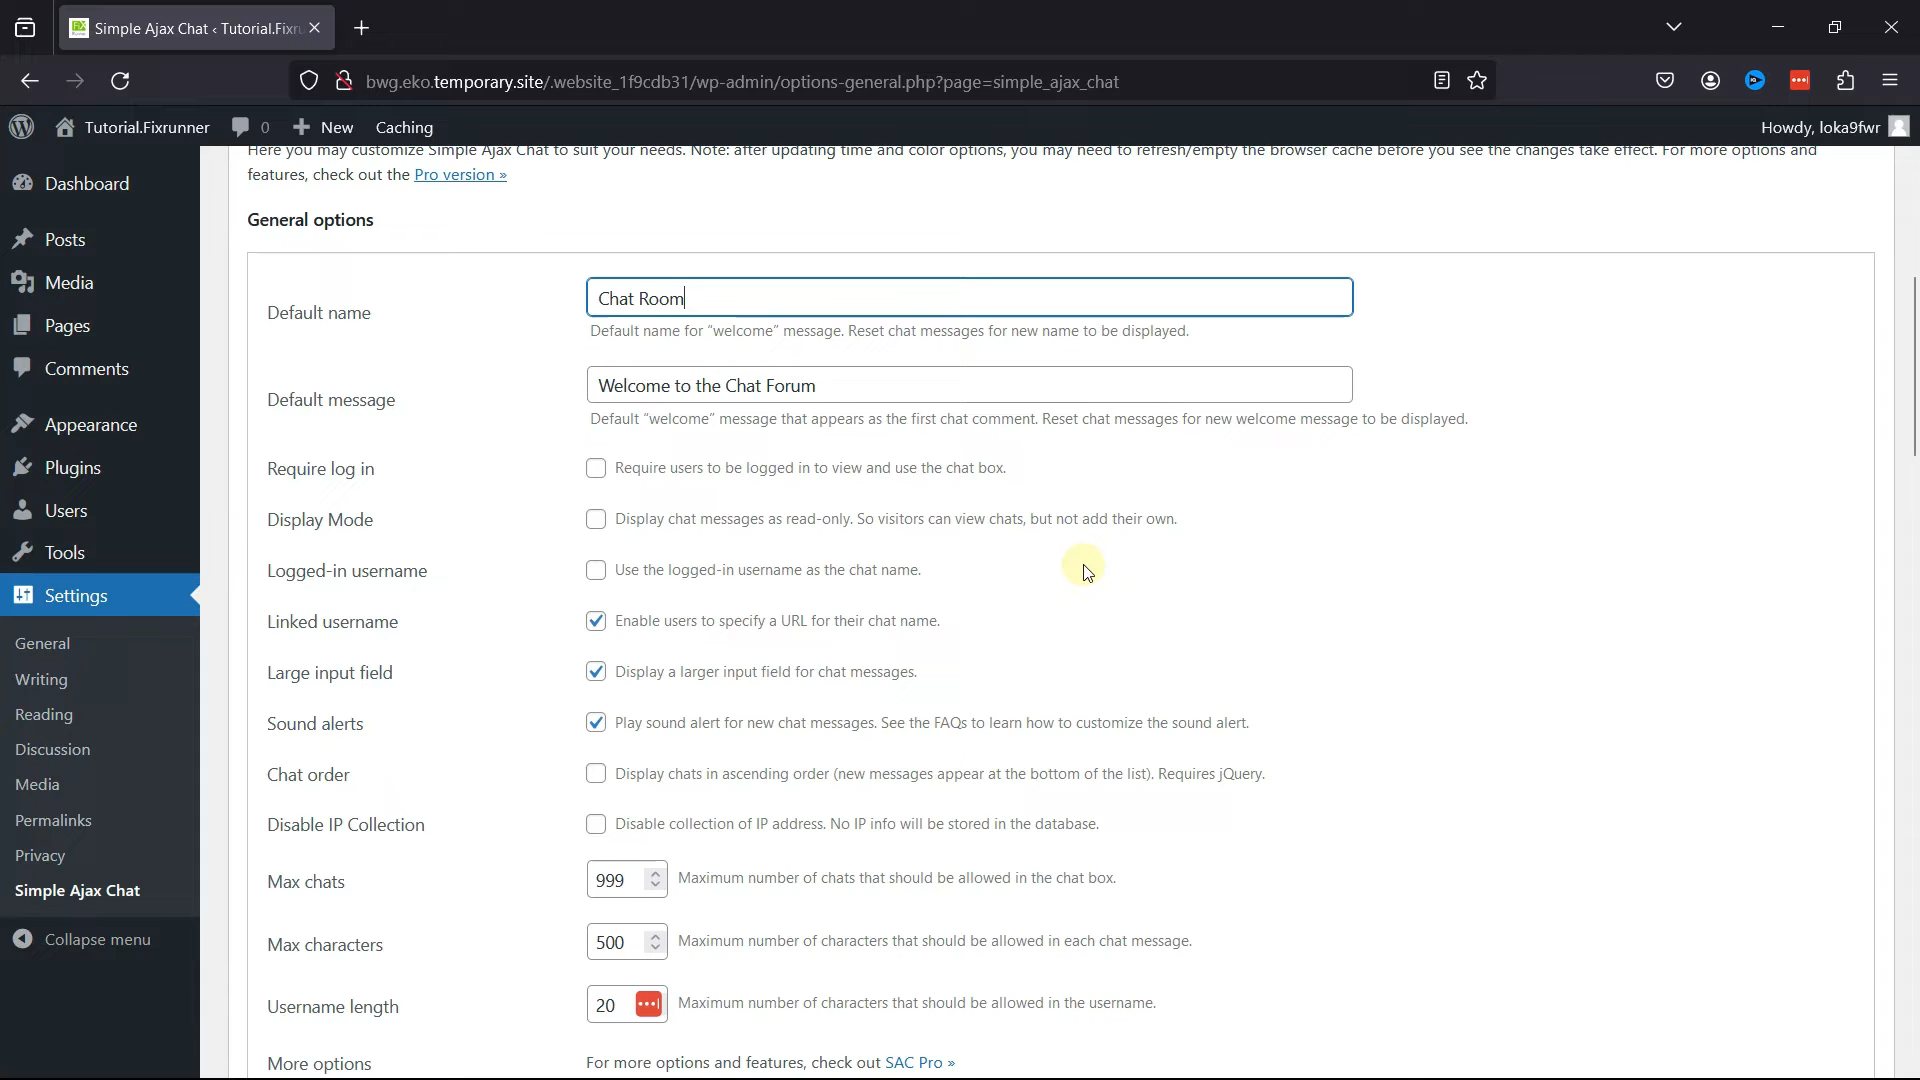 Simple Ajax Chat ‹ Tutorial.Fixru
bwg.eko.temporary.site/.website_1f9cdb31/wp-admin/options-general.php?page=simple_ajax_chat
Tutorial.Fixrunner
0
New
Caching
Howdy, loka9fwr
Here you may customize Simple Ajax Chat to suit your needs. Note: after updating time and color options, you may need to refresh/empty the browser cache before you see the changes take effect. For more options and
features, check out the Pro version »
Dashboard
Posts
Media
Pages
Comments
Appearance
Plugins
Users
Tools
Settings
General
Writing
Reading
Discussion
Media
Permalinks
Privacy
Simple Ajax Chat
Collapse menu
General options
Default name
Chat Room
Default name for “welcome” message. Reset chat messages for new name to be displayed.
Default message
Welcome to the Chat Forum
Default “welcome” message that appears as the first chat comment. Reset chat messages for new welcome message to be displayed.
Require log in
Require users to be logged in to view and use the chat box.
Display Mode
Display chat messages as read-only. So visitors can view chats, but not add their own.
Logged-in username
Use the logged-in username as the chat name.
Linked username
Enable users to specify a URL for their chat name.
Large input field
Display a larger input field for chat messages.
Sound alerts
Play sound alert for new chat messages. See the FAQs to learn how to customize the sound alert.
Chat order
Display chats in ascending order (new messages appear at the bottom of the list). Requires jQuery.
Disable IP Collection
Disable collection of IP address. No IP info will be stored in the database.
Max chats
999
Maximum number of chats that should be allowed in the chat box.
Max characters
500
Maximum number of characters that should be allowed in each chat message.
Username length
20
Maximum number of characters that should be allowed in the username.
More options
For more options and features, check out SAC Pro »